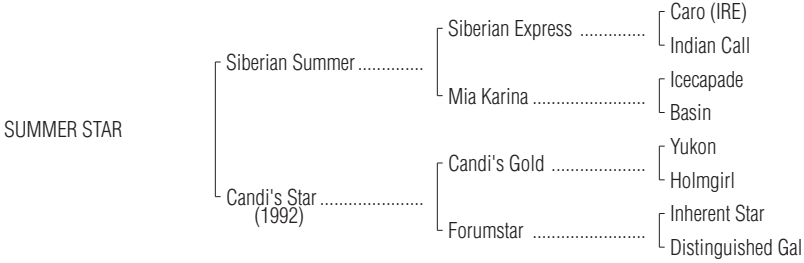 Caro (IRE)
Siberian Express ..............
Indian Call
Siberian Summer ..............
Icecapade
Mia Karina ........................
Basin
SUMMER STAR
Yukon
Candi's Gold ....................
Holmgirl
Candi's Star ......................
(1992)
Inherent Star
Forumstar ........................
Distinguished Gal